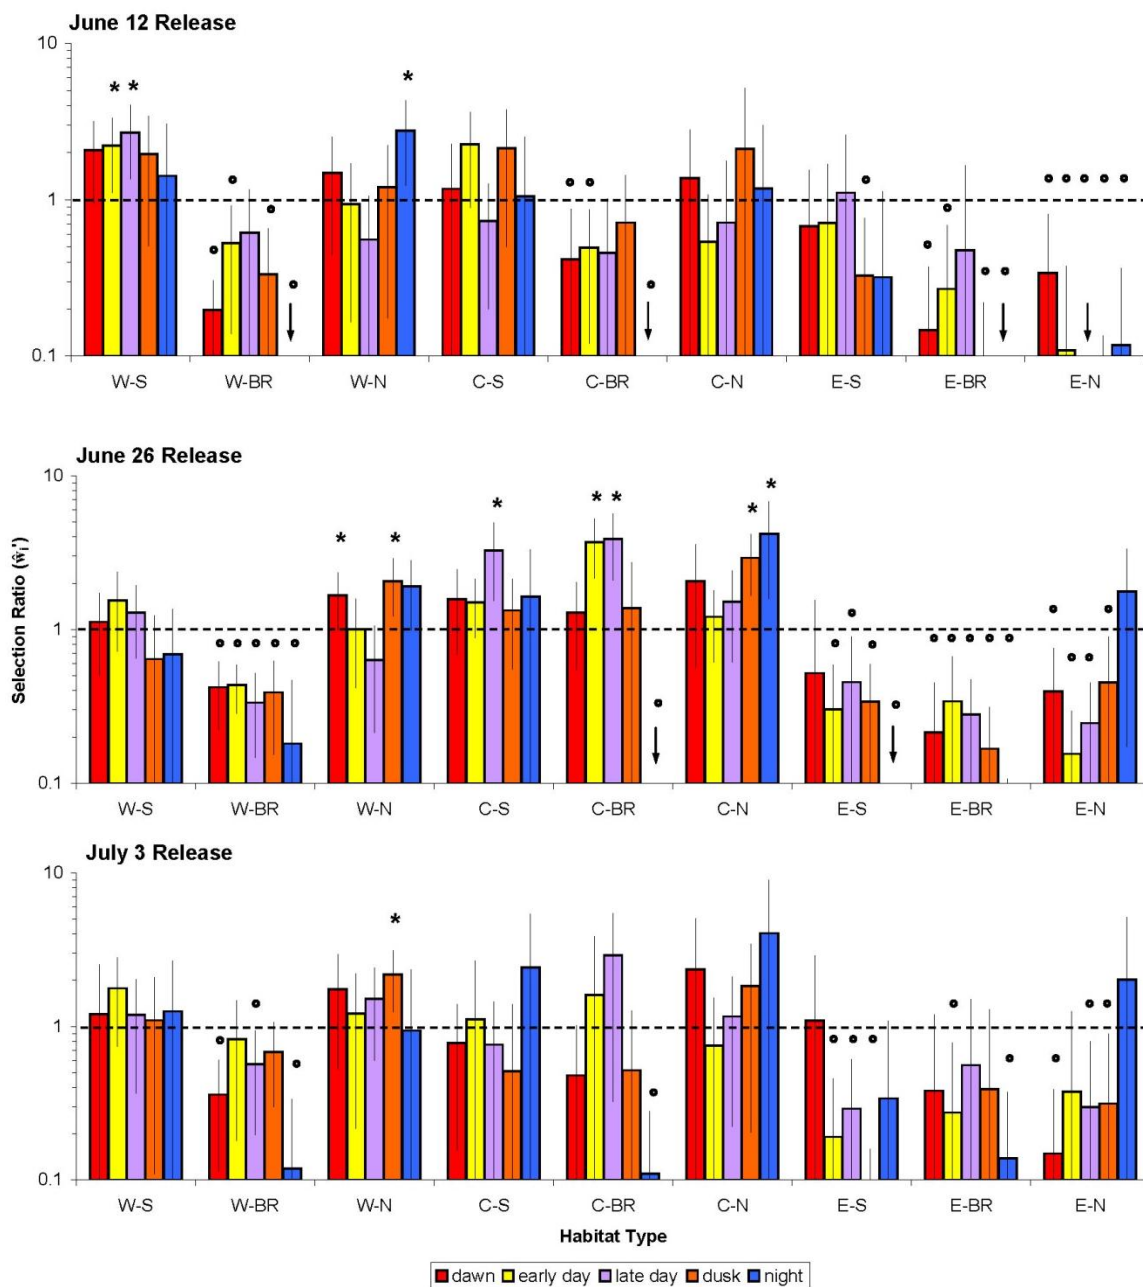 June 12 Release
10
* * *
1
0.1
W-S W-BR W-N C-S C-BR C-N E-S E-BR E-N
June 26 Release
10
* * * * * * *
1
0.1
W-S W-BR W-N C-S C-BR C-N E-S E-BR E-N
Selection Ratio (ŵᵢ')
July 3 Release
10
*
1
0.1
W-S W-BR W-N C-S C-BR C-N E-S E-BR E-N
Habitat Type
dawn early day late day dusk night